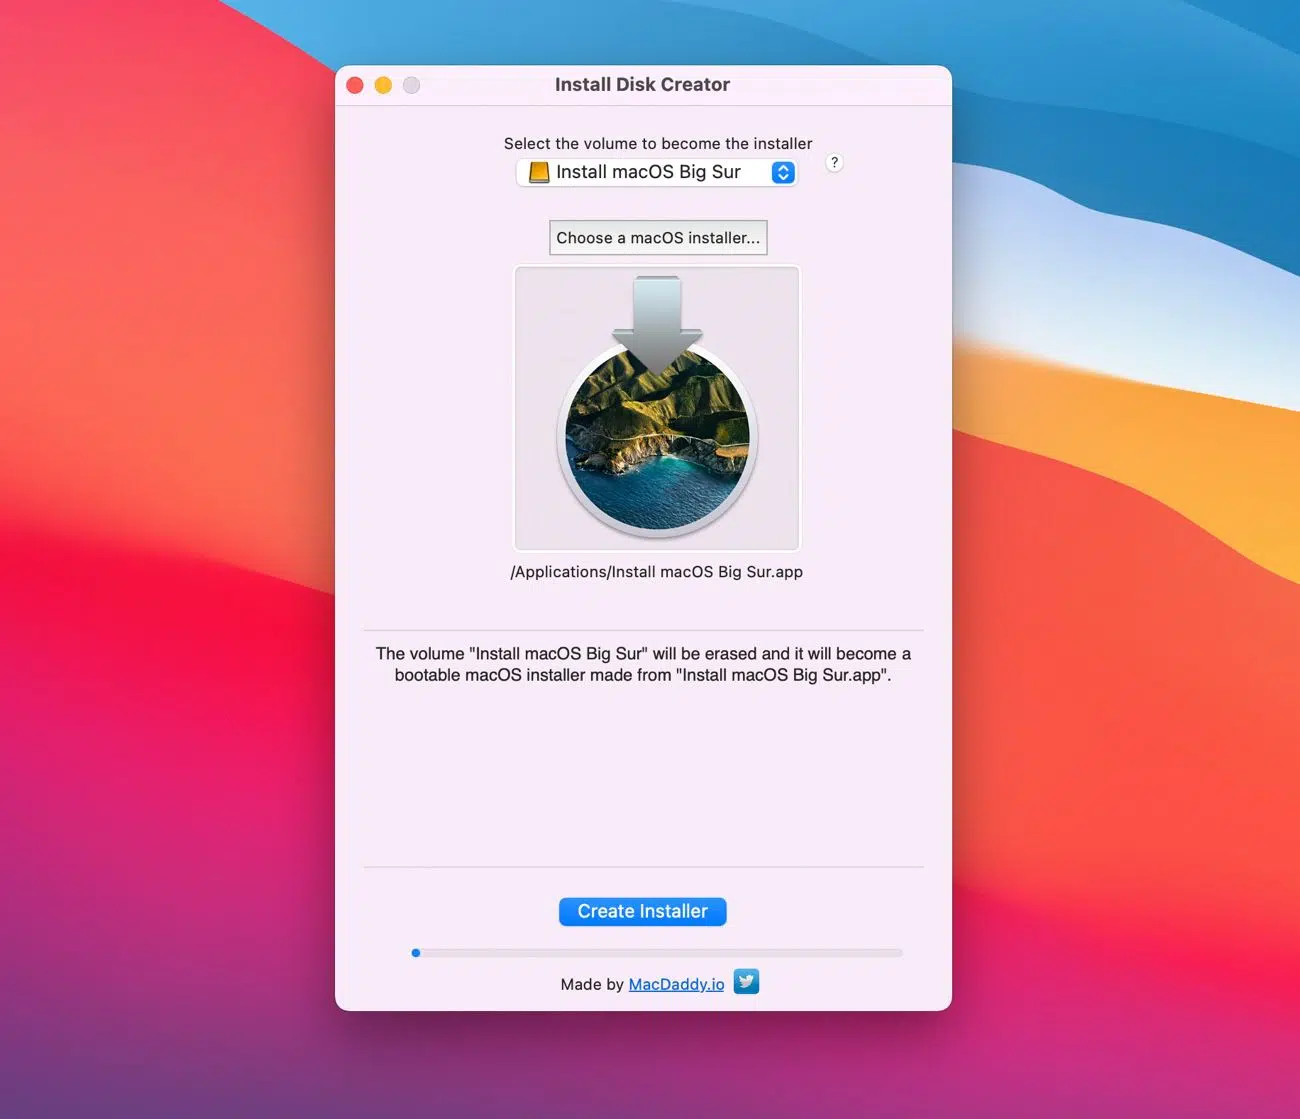 Install Disk Creator
Select the volume to become the installer
Install macOS Big Sur
?
Choose a macOS installer...
/Applications/Install macOS Big Sur.app
The volume "Install macOS Big Sur" will be erased and it will become a
bootable macOS installer made from "Install macOS Big Sur.app".
Create Installer
Made by MacDaddy.io